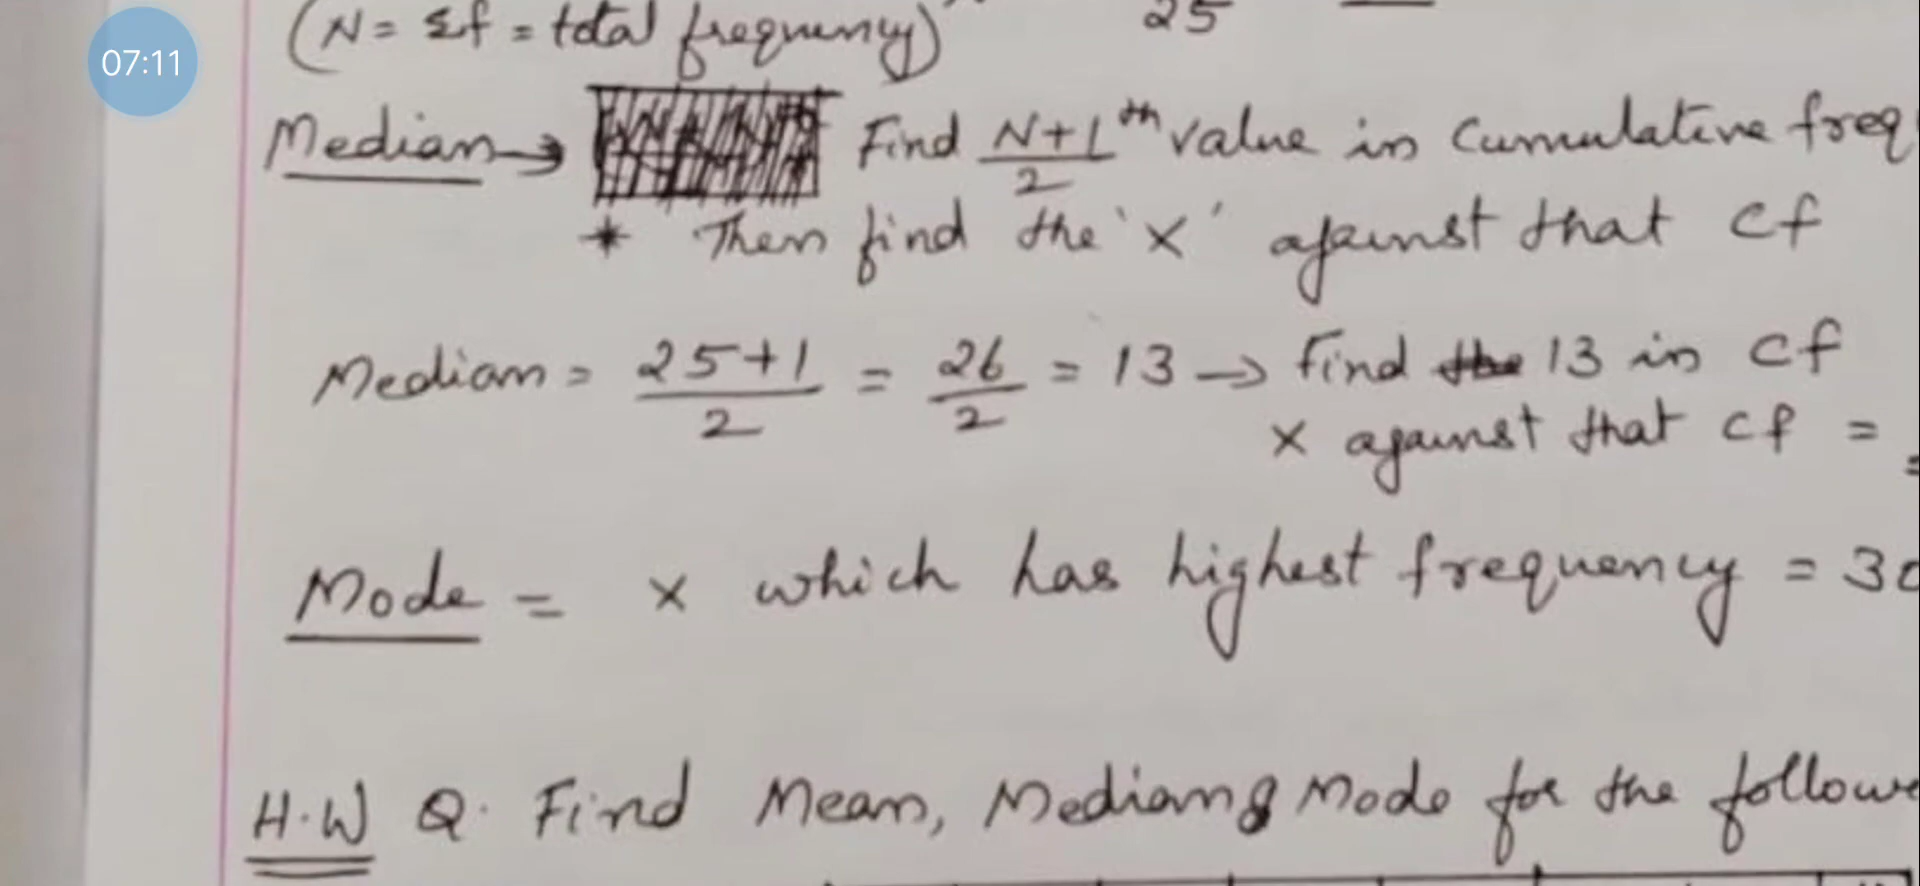 07:11
(N = Σf = total frequency) 25
Median → Find N+1/2 th value in Cumulative freq
* Then find the 'x' against that cf
Median = 25+1/2 = 26/2 = 13 → find the 13 in cf
x against that cf =
Mode = x which has highest frequency = 30
H.W Q. Find Mean, Median & Mode for the follow